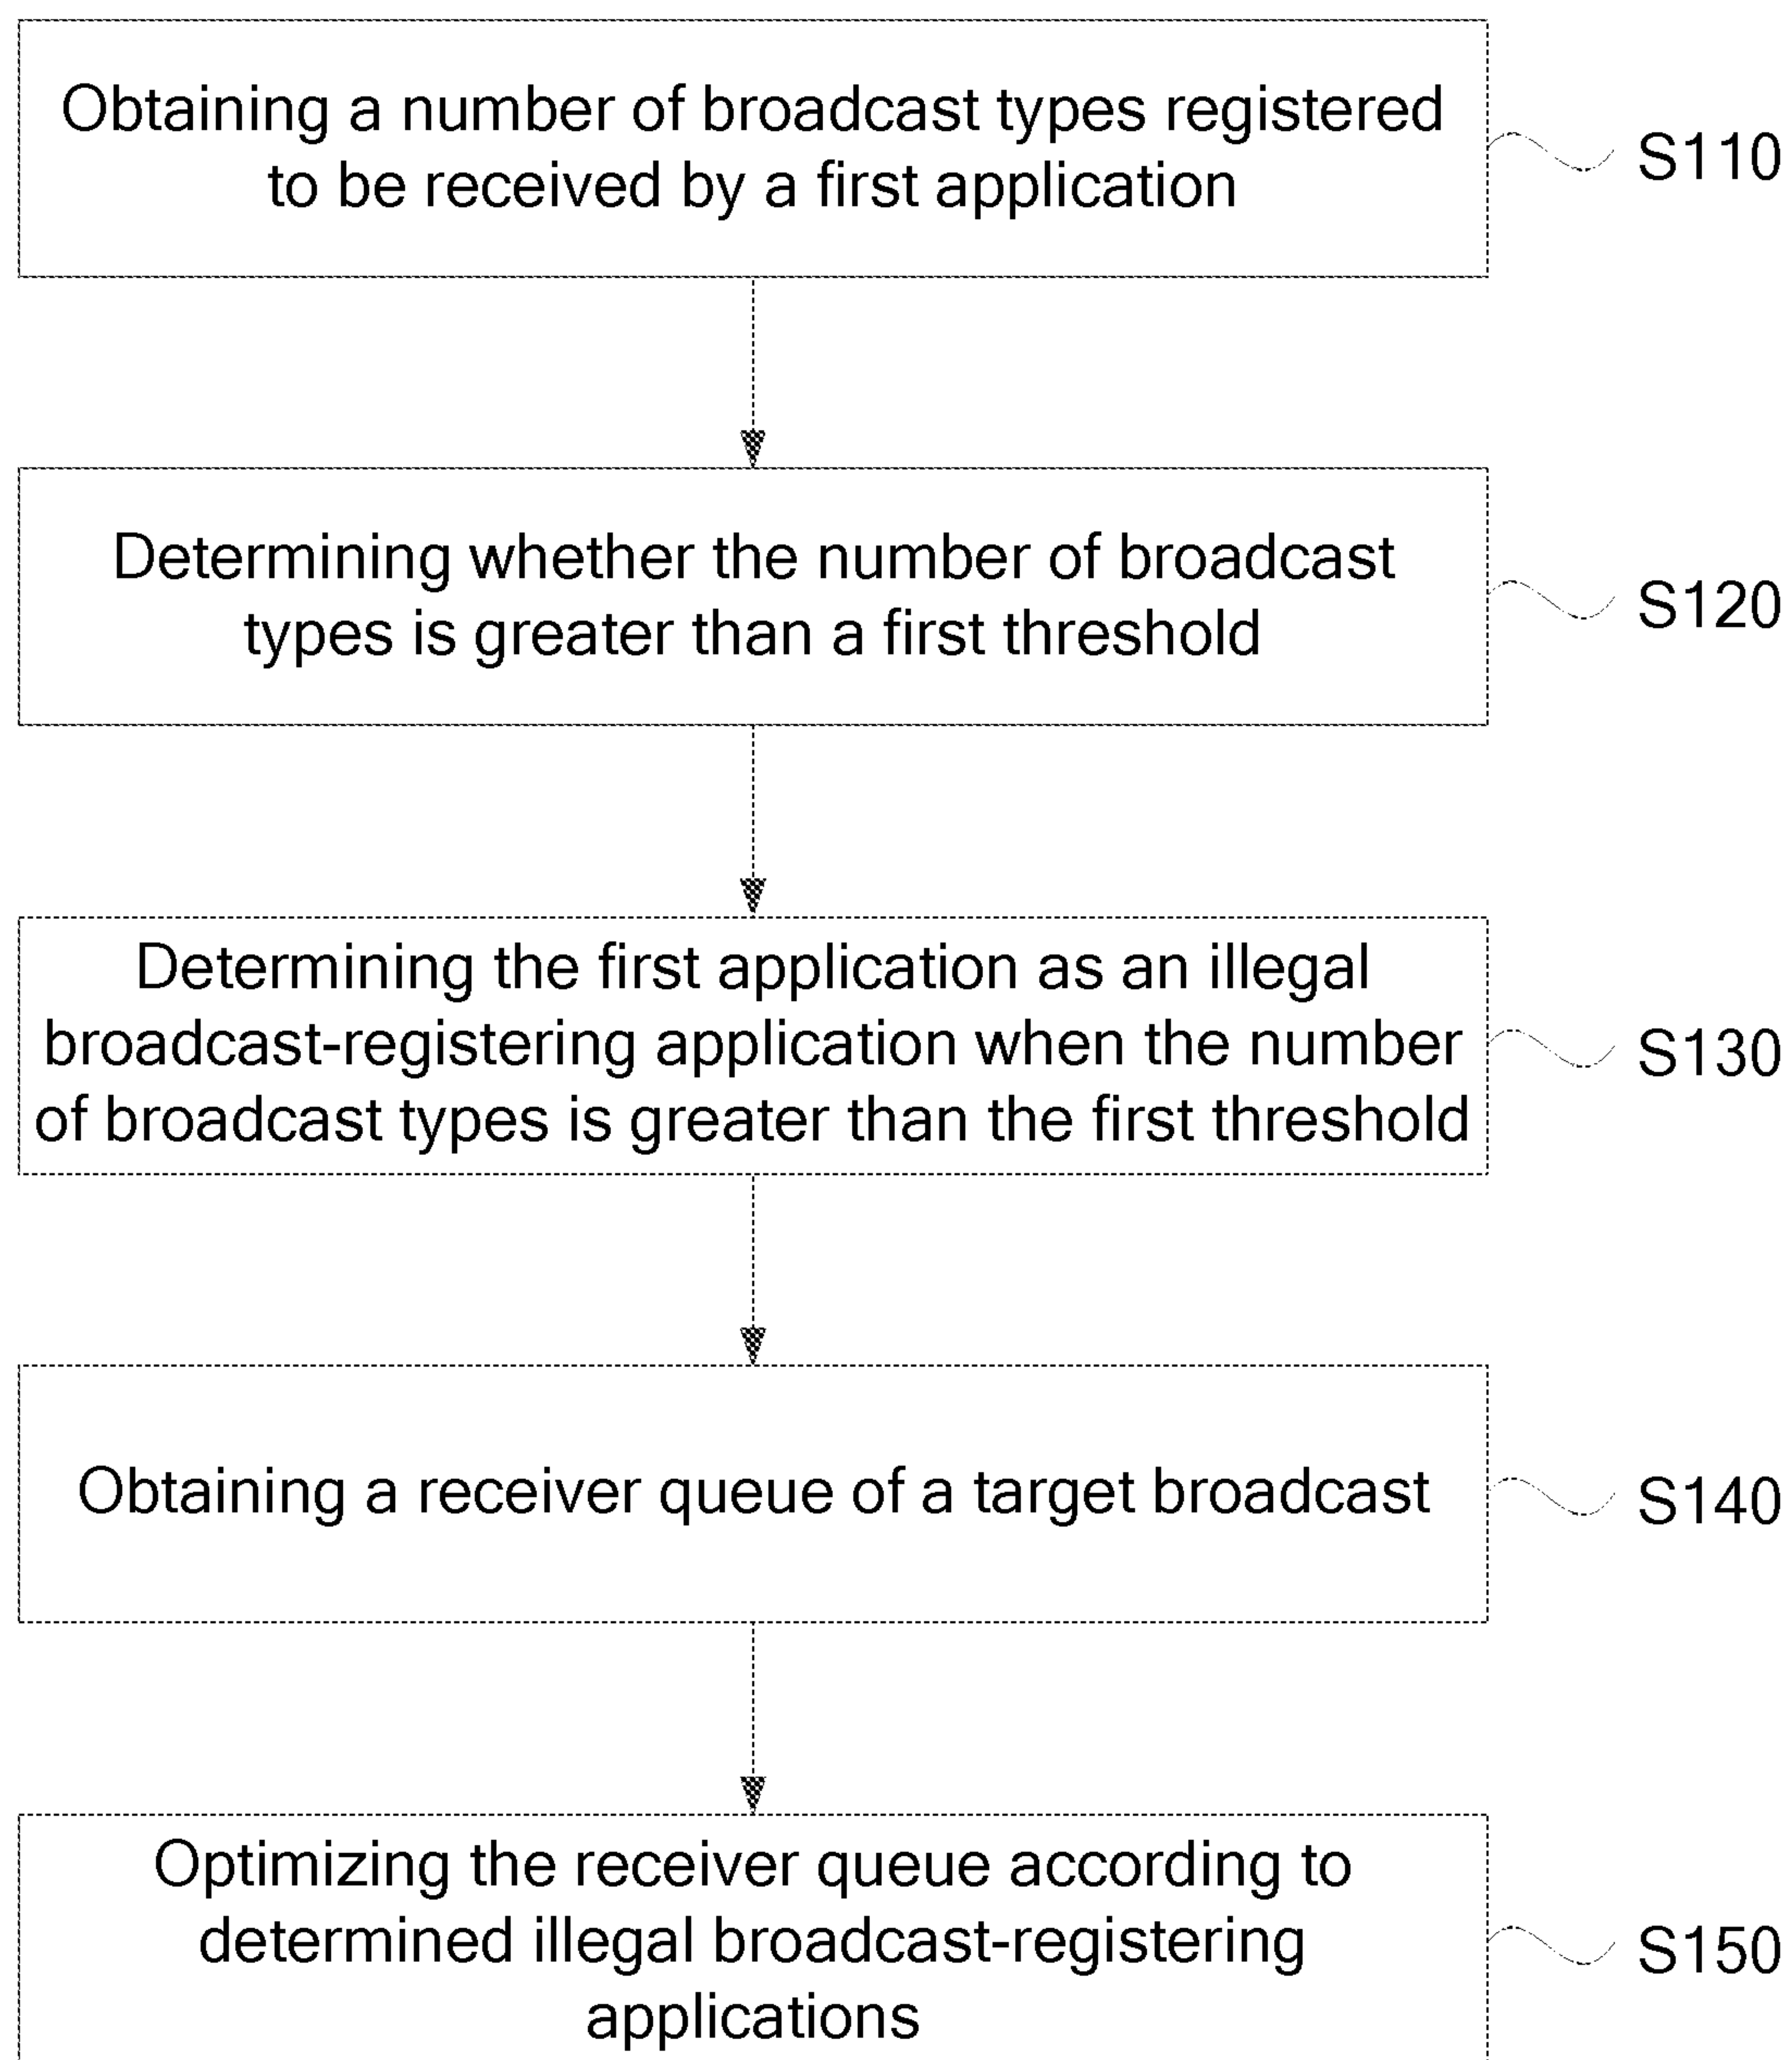 Obtaining a number of broadcast types registered
to be received by a first application
S110
Determining whether the number of broadcast
types is greater than a first threshold
S120
Determining the first application as an illegal
broadcast-registering application when the number
of broadcast types is greater than the first threshold
S130
Obtaining a receiver queue of a target broadcast
S140
Optimizing the receiver queue according to
determined illegal broadcast-registering
applications
S150